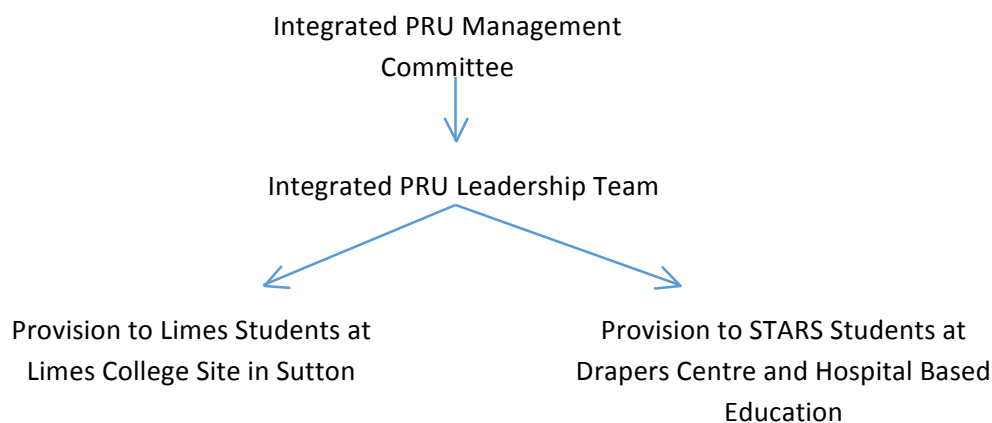 Integrated PRU Management
Committee
Integrated PRU Leadership Team
Provision to Limes Students at
Limes College Site in Sutton
Provision to STARS Students at
Drapers Centre and Hospital Based
Education